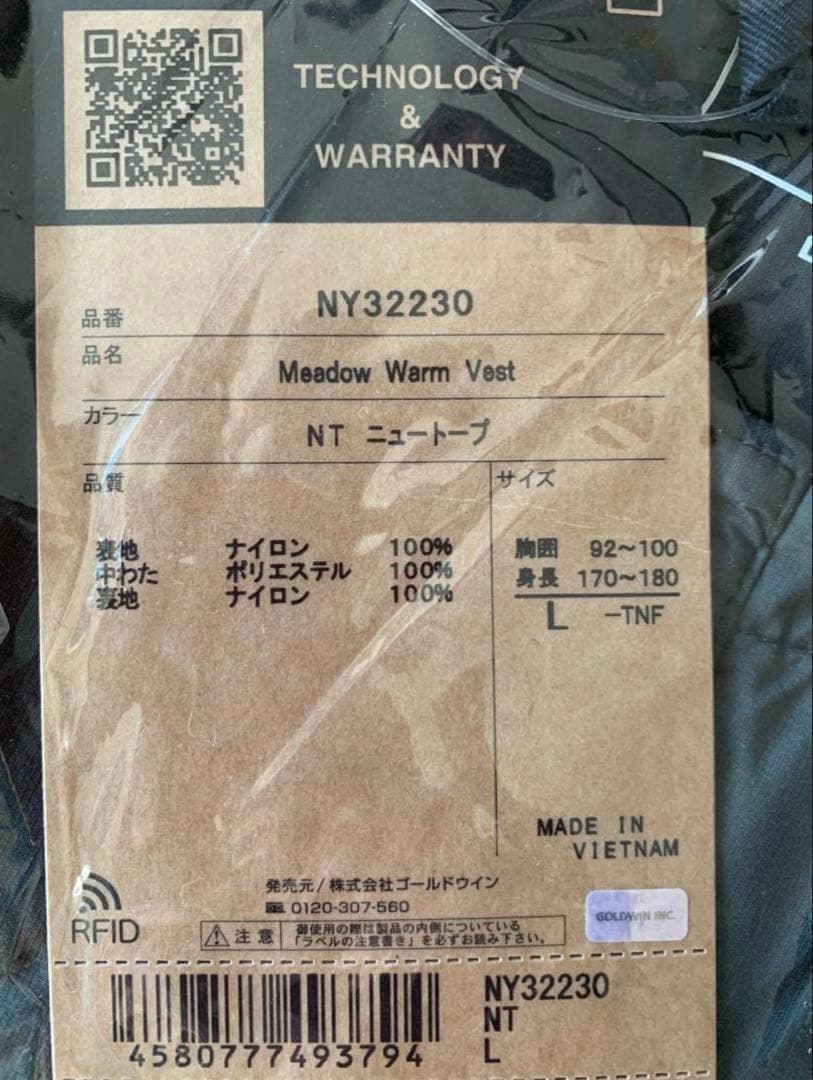 TECHNOLOGY
&
WARRANTY
品番 NY32230
品名 Meadow Warm Vest
カラー NT ニュートープ
品質
サイズ
表地 ナイロン 100%
中わた ポリエステル 100%
裏地 ナイロン 100%
胸囲 92～100
身長 170～180
L -TNF
MADE IN
VIETNAM
発売元/株式会社ゴールドウイン
0120-307-560
RFID
注意
御使用の際は製品の内側についている
「ラベルの注意書き」を必ずお読み下さい。
GOLDWIN INC.
4580777493794
NY32230
NT
L